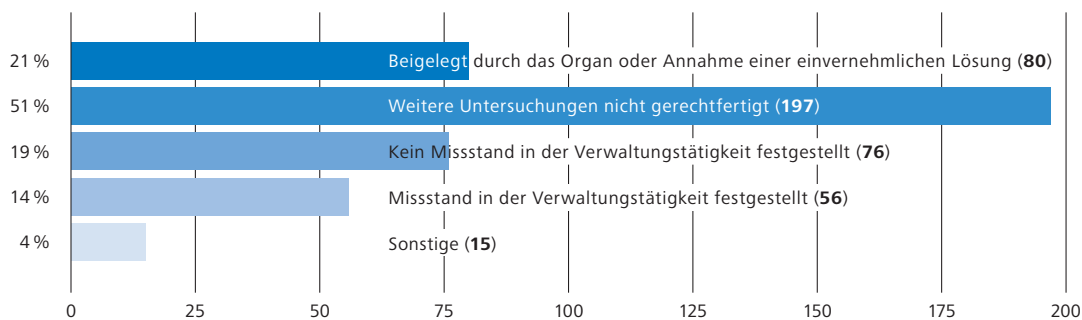 21 % Beigelegt durch das Organ oder Annahme einer einvernehmlichen Lösung (80)
51 % Weitere Untersuchungen nicht gerechtfertigt (197)
19 % Kein Missstand in der Verwaltungstätigkeit festgestellt (76)
14 % Missstand in der Verwaltungstätigkeit festgestellt (56)
4 % Sonstige (15)
0 25 50 75 100 125 150 175 200